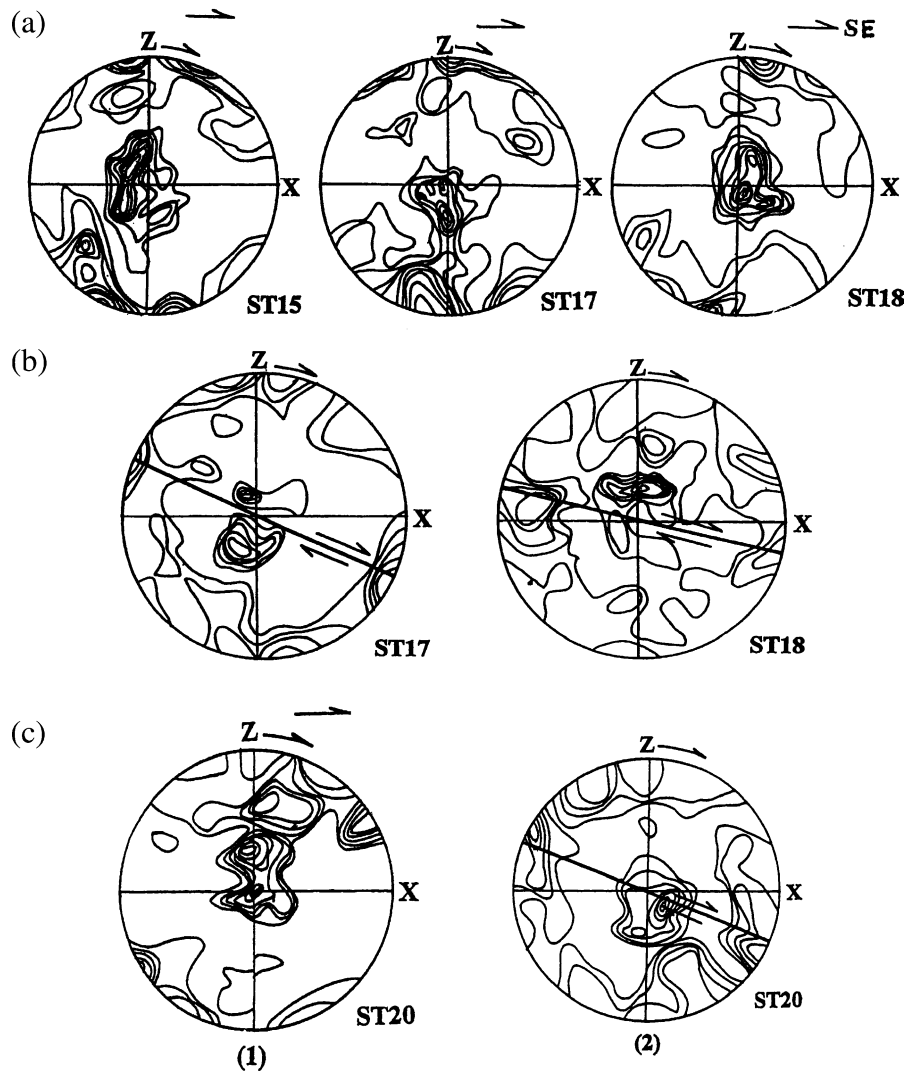 (a)
SE
Z Z Z
X X X
ST15 ST17 ST18
(b)
Z Z
X X
ST17 ST18
(c)
Z Z
X X
ST20 ST20
(1) (2)